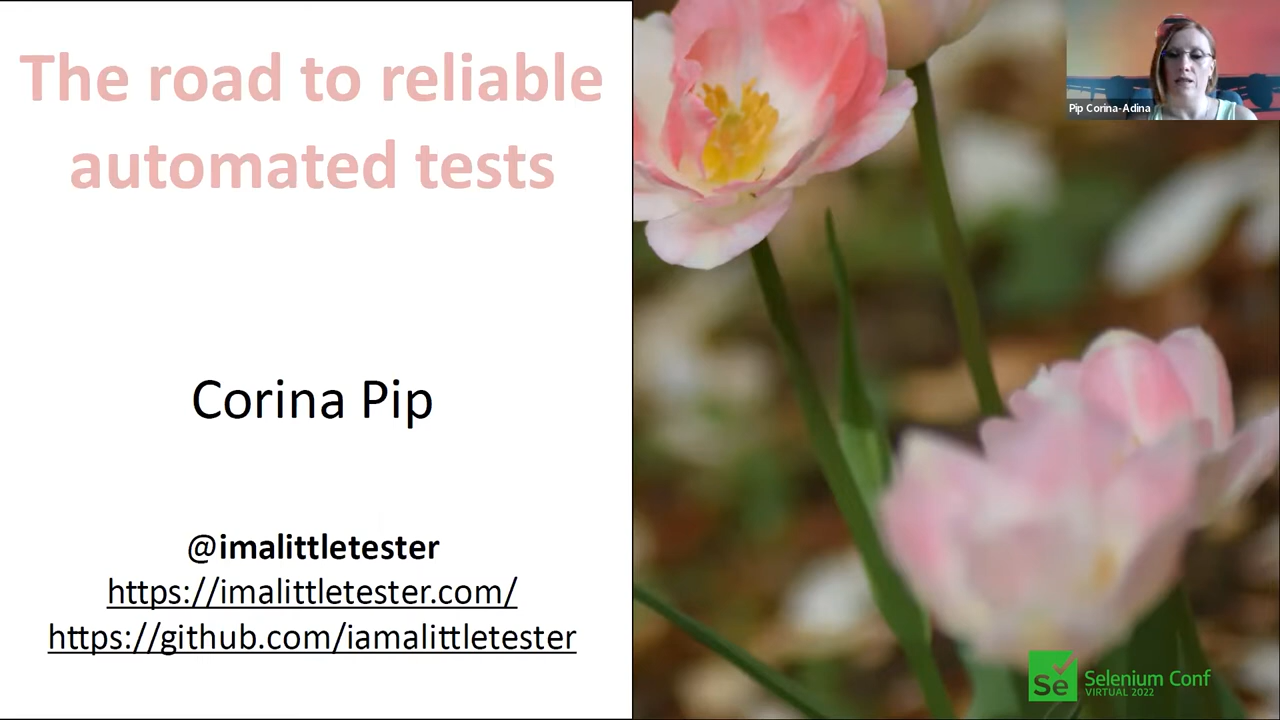 The road to reliable
automated tests
Corina Pip
@imalittletester
https://imalittletester.com/
https://github.com/iamalittletester
Pip Corina-Adina
Se
Selenium Conf
VIRTUAL 2022